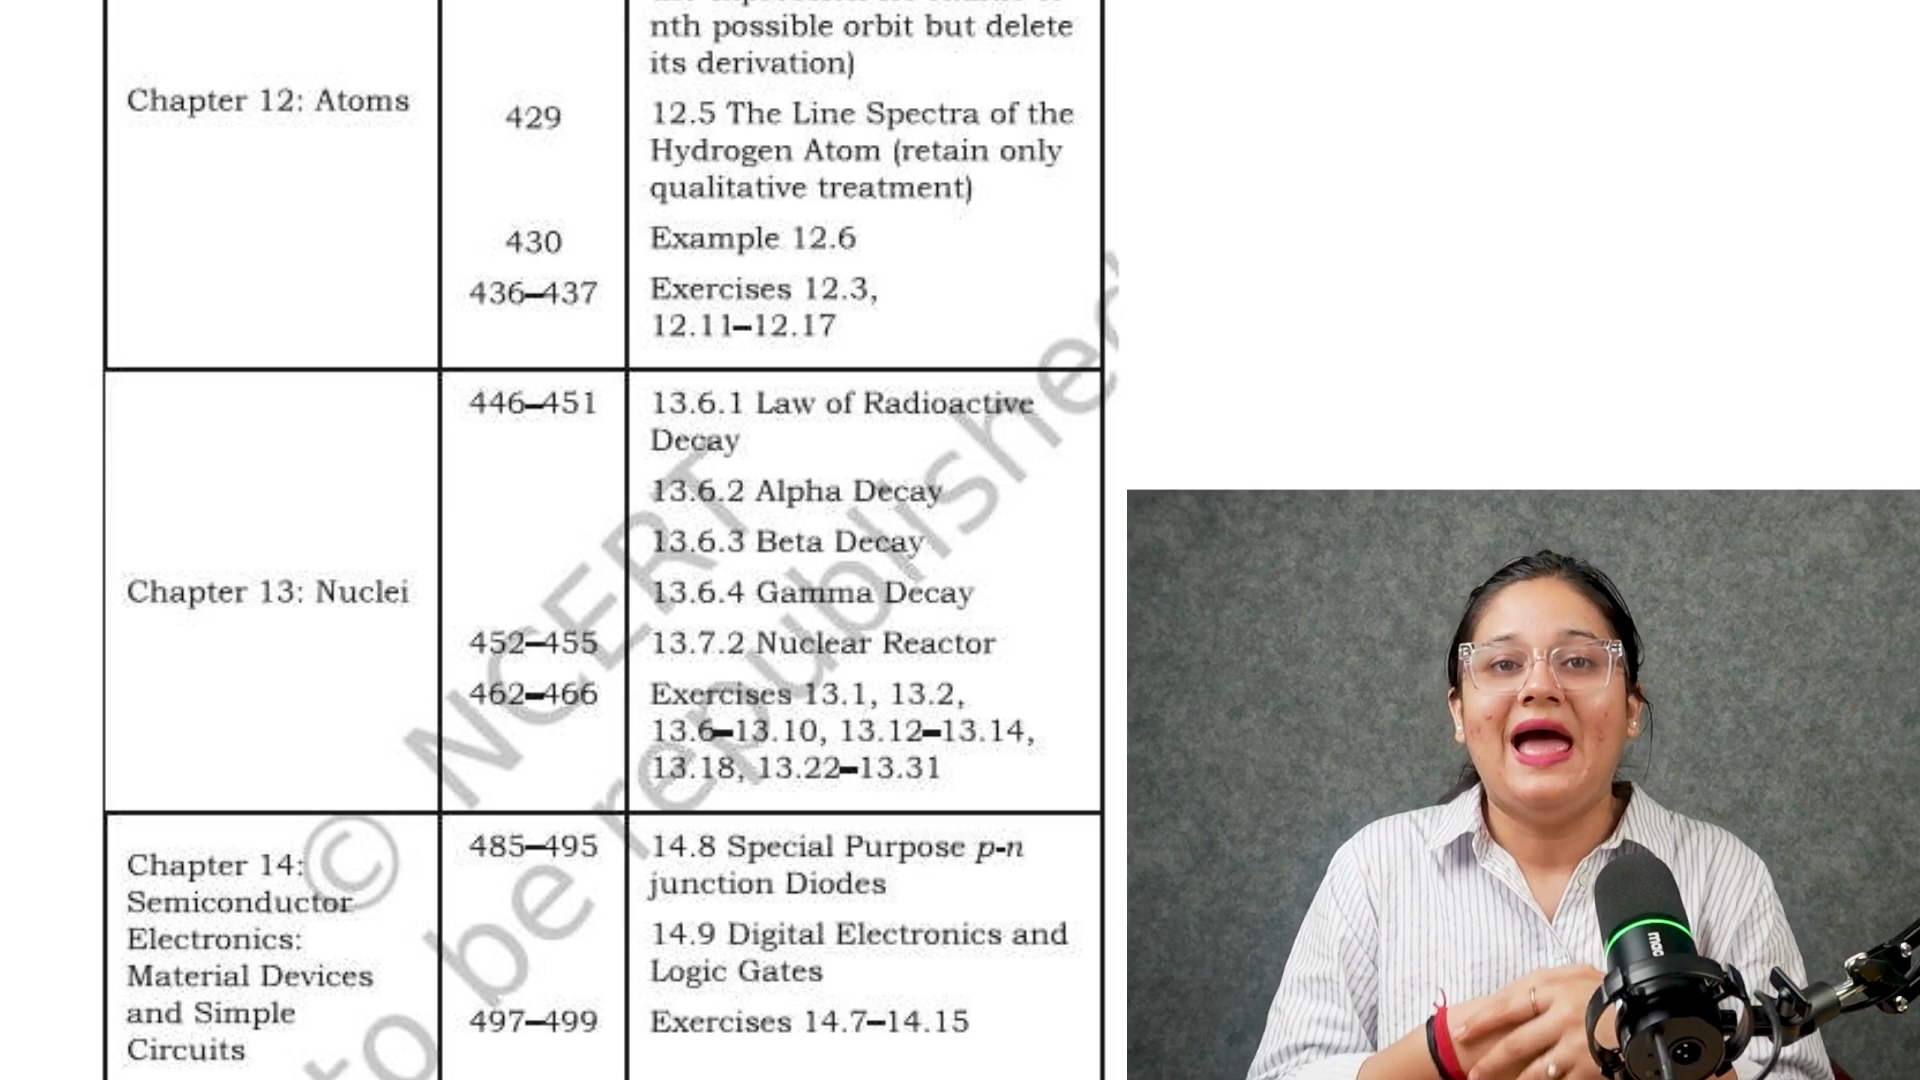 nth possible orbit but delete
its derivation)
Chapter 12: Atoms
429
12.5 The Line Spectra of the
Hydrogen Atom (retain only
qualitative treatment)
430
Example 12.6
436–437
Exercises 12.3,
12.11–12.17
446–451
13.6.1 Law of Radioactive
Decay
13.6.2 Alpha Decay
13.6.3 Beta Decay
Chapter 13: Nuclei
13.6.4 Gamma Decay
452–455
13.7.2 Nuclear Reactor
462–466
Exercises 13.1, 13.2,
13.6–13.10, 13.12–13.14,
13.18, 13.22–13.31
Chapter 14:
Semiconductor
Electronics:
Material Devices
and Simple
Circuits
485–495
14.8 Special Purpose p-n
junction Diodes
14.9 Digital Electronics and
Logic Gates
497–499
Exercises 14.7–14.15
© NCERT
to be republished